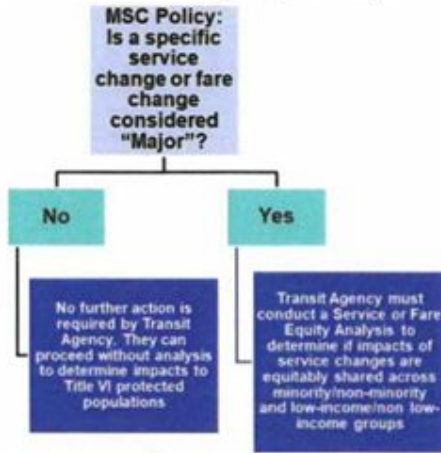 MSC Policy:
Is a specific
service
change or fare
change
considered
“Major”?
No
Yes
No further action is
required by Transit
Agency. They can
proceed without analysis
to determine impacts to
Title VI protected
populations
Transit Agency must
conduct a Service or Fare
Equity Analysis to
determine if impacts of
service changes are
equitably shared across
minority/non-minority
and low-income/non low-
income groups